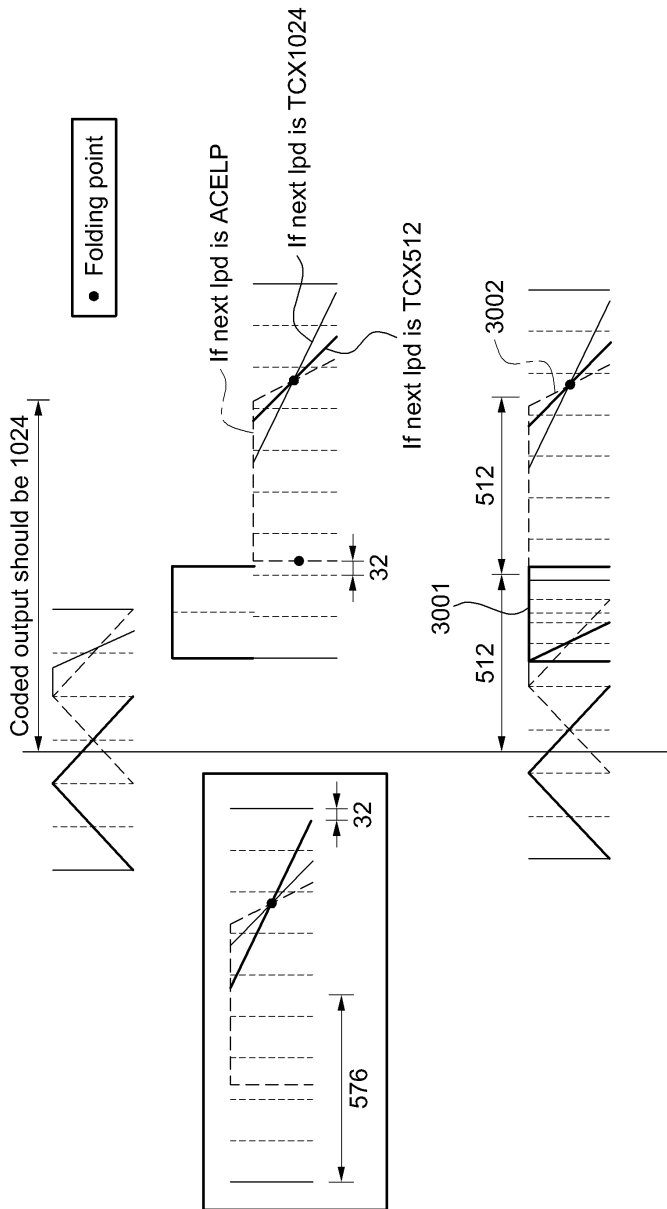 Folding point
Coded output should be 1024
If next lpd is ACELP
If next lpd is TCX1024
If next lpd is TCX512
32
32
576
3001
3002
512
512